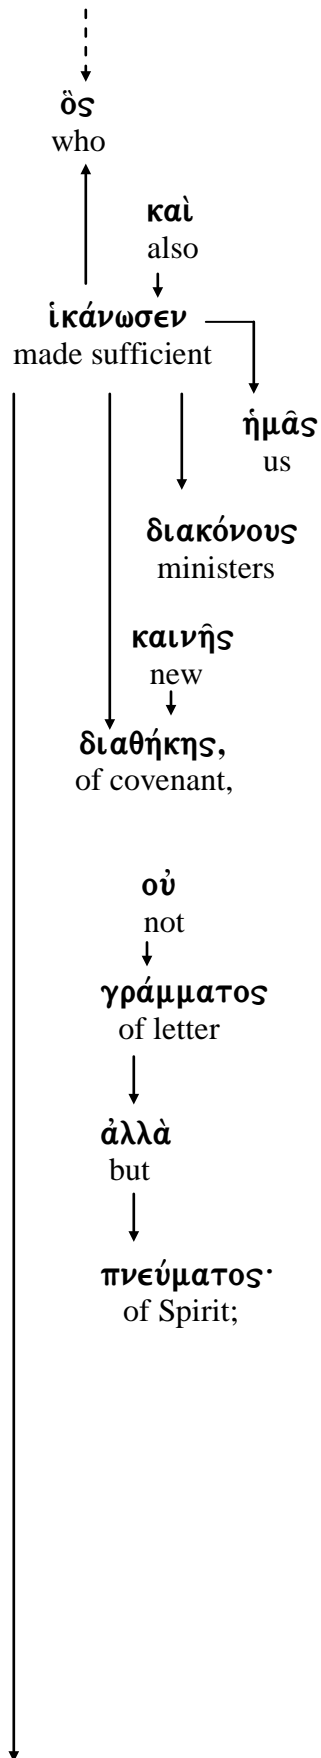 ὃς
who
καὶ
also
ἱκάνωσεν
made sufficient
ἡμᾶς
us
διακόνους
ministers
καινῆς
new
διαθήκης,
of covenant,
οὐ
not
γράμματος
of letter
ἀλλὰ
but
πνεύματος·
of Spirit;